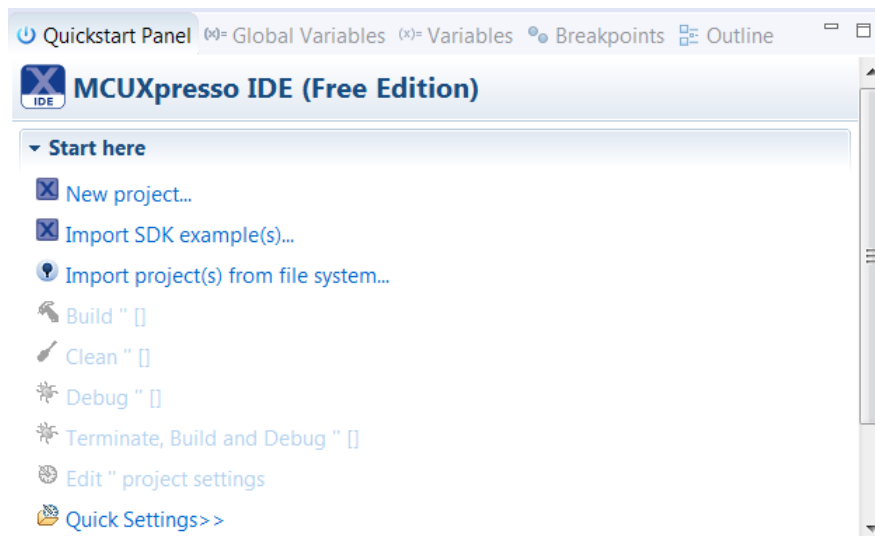 Quickstart Panel (x)= Global Variables (x)= Variables Breakpoints Outline
X IDE MCUXpresso IDE (Free Edition)
Start here
X New project...
X Import SDK example(s)...
Import project(s) from file system...
Build '' []
Clean '' []
Debug '' []
Terminate, Build and Debug '' []
Edit '' project settings
Quick Settings>>